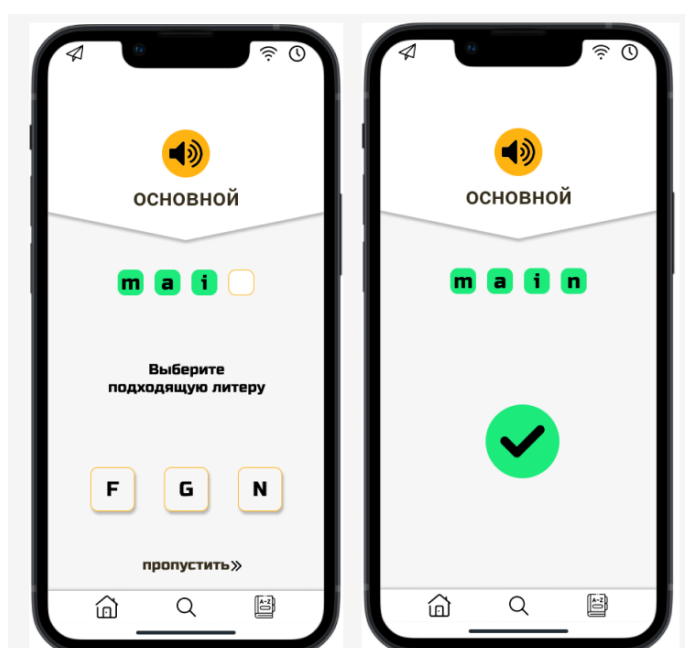 основной
m a i
Выберите
подходящую литеру
F G N
пропустить»
A-Z
основной
m a i n
A-Z